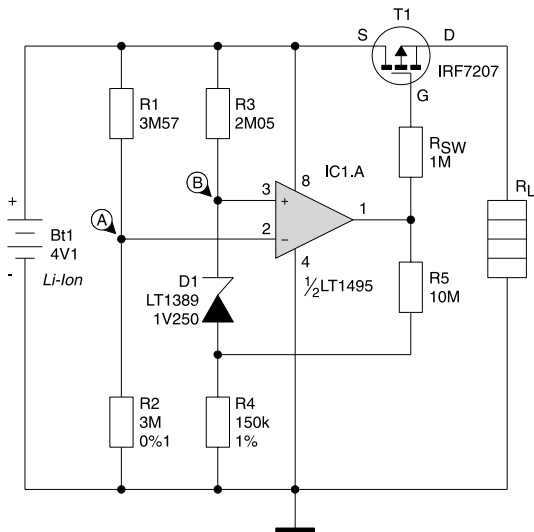 T1
S
D
IRF7207
G
R1
3M57
R3
2M05
RSW
1M
IC1.A
B
3
+
8
RL
A
2
−
1
+
Bt1
4V1
-
Li-Ion
D1
LT1389
1V250
4
½LT1495
R5
10M
R2
3M
0%1
R4
150k
1%